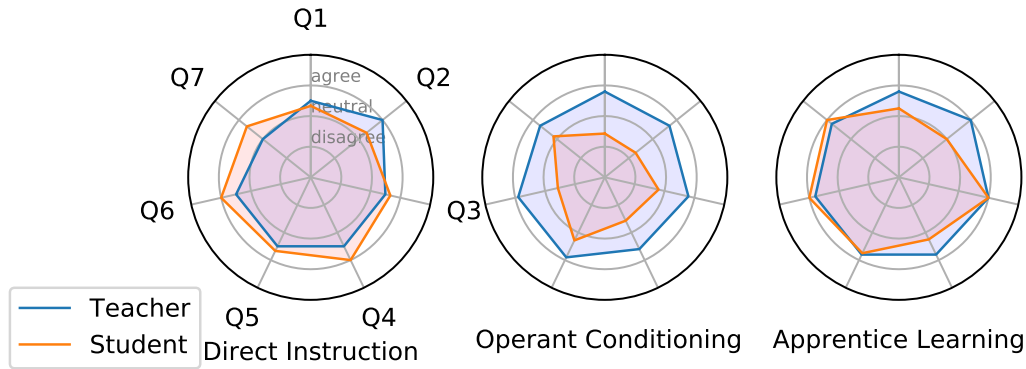 Q1
Q7
agree
Q2
neutral
disagree
Q6
Q3
Teacher
Student
Q5
Q4
Direct Instruction
Operant Conditioning
Apprentice Learning